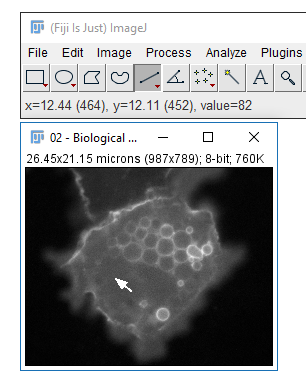 (Fiji Is Just) ImageJ
File Edit Image Process Analyze Plugins
A
x=12.44 (464), y=12.11 (452), value=82
02 - Biological ...
26.45x21.15 microns (987x789); 8-bit; 760K